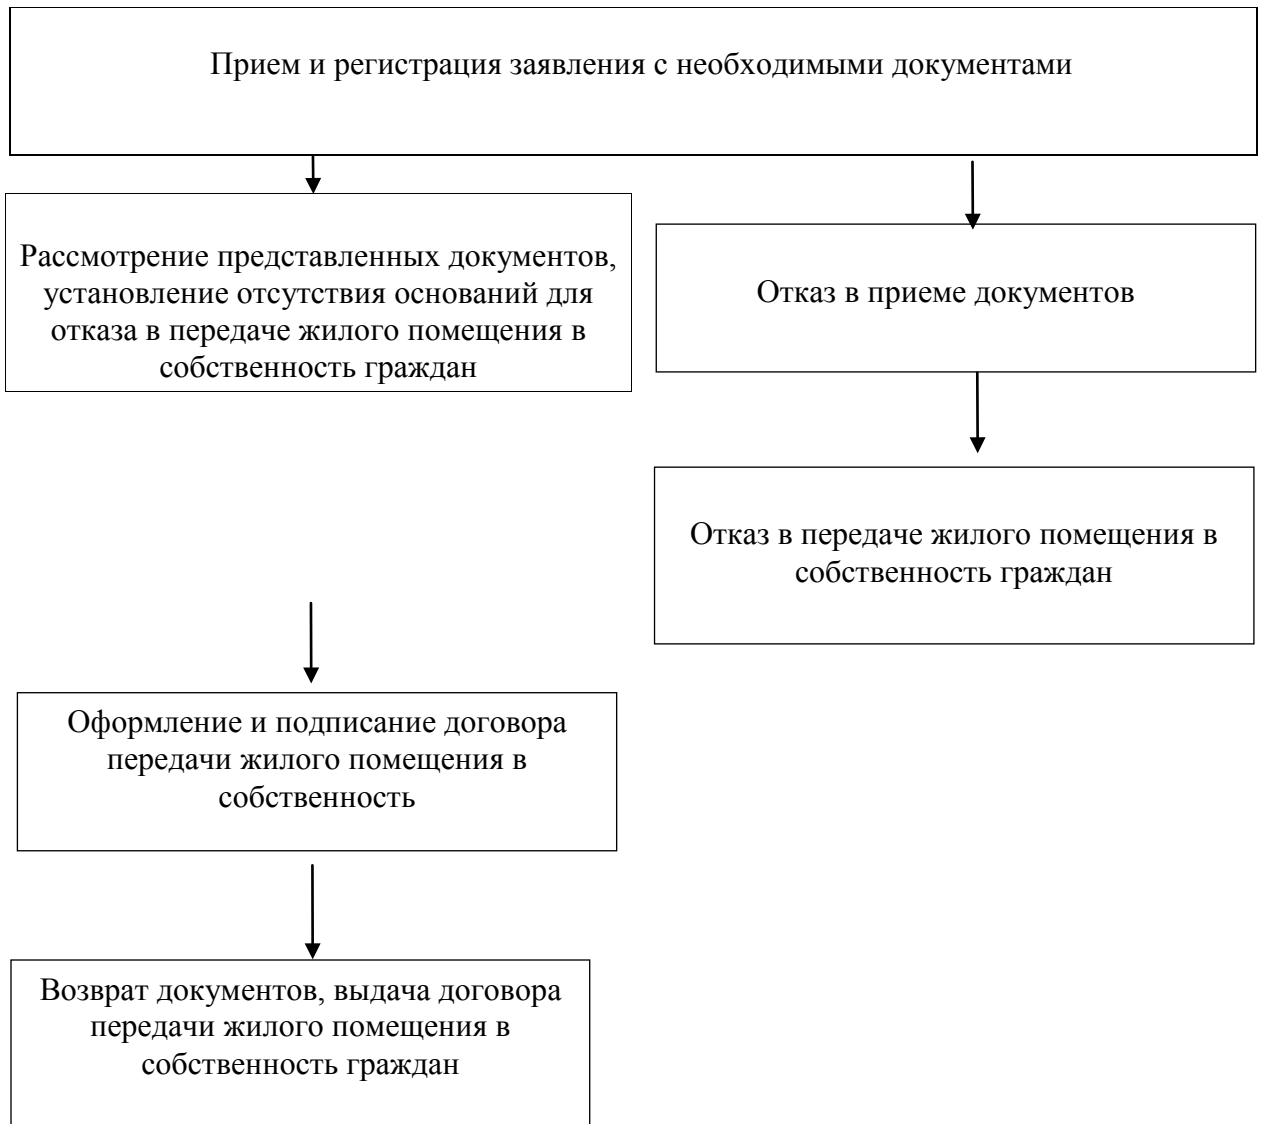 Прием и регистрация заявления с необходимыми документами
Рассмотрение представленных документов,
установление отсутствия оснований для
отказа в передаче жилого помещения в
собственность граждан
Отказ в приеме документов
Отказ в передаче жилого помещения в
собственность граждан
Оформление и подписание договора
передачи жилого помещения в
собственность
Возврат документов, выдача договора
передачи жилого помещения в
собственность граждан